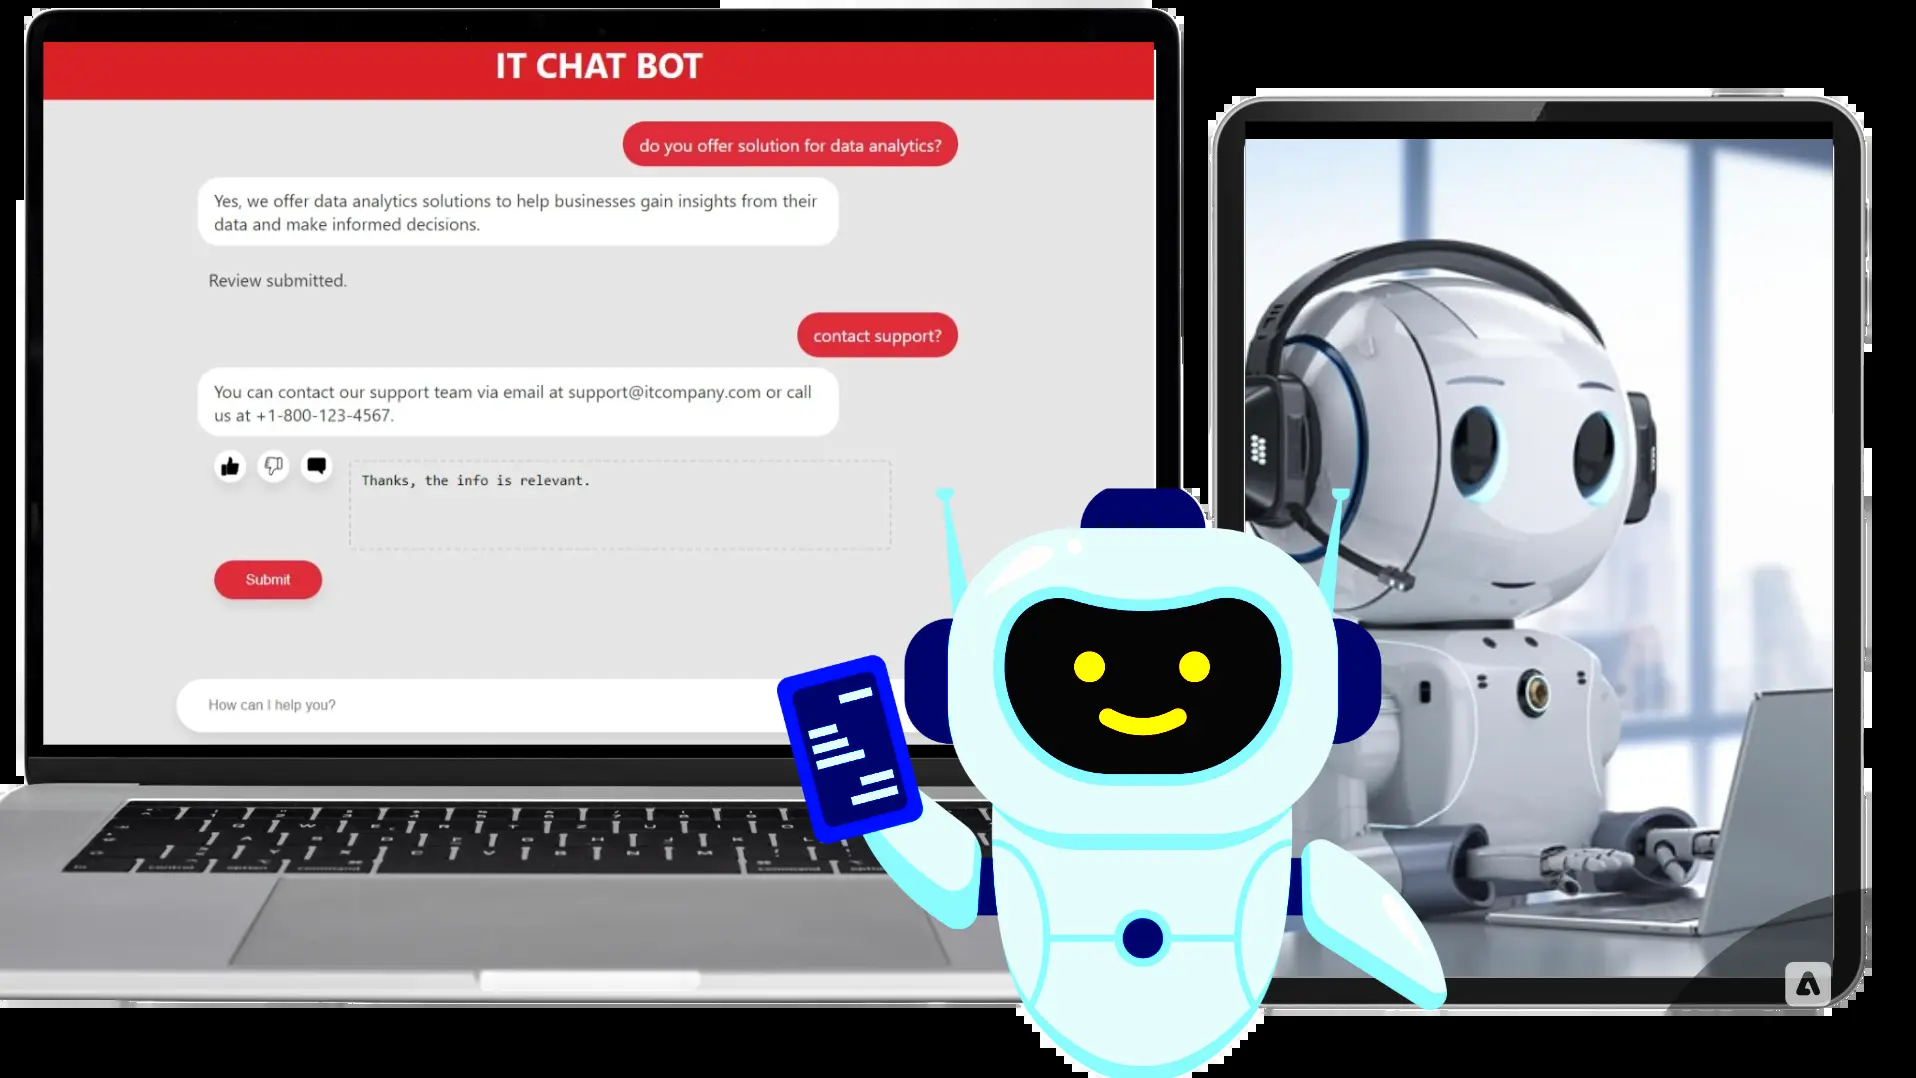 IT CHAT BOT
do you offer solution for data analytics?
Yes, we offer data analytics solutions to help businesses gain insights from their
data and make informed decisions.
Review submitted.
contact support?
You can contact our support team via email at support@itcompany.com or call
us at +1-800-123-4567.
Thanks, the info is relevant.
Submit
How can I help you?